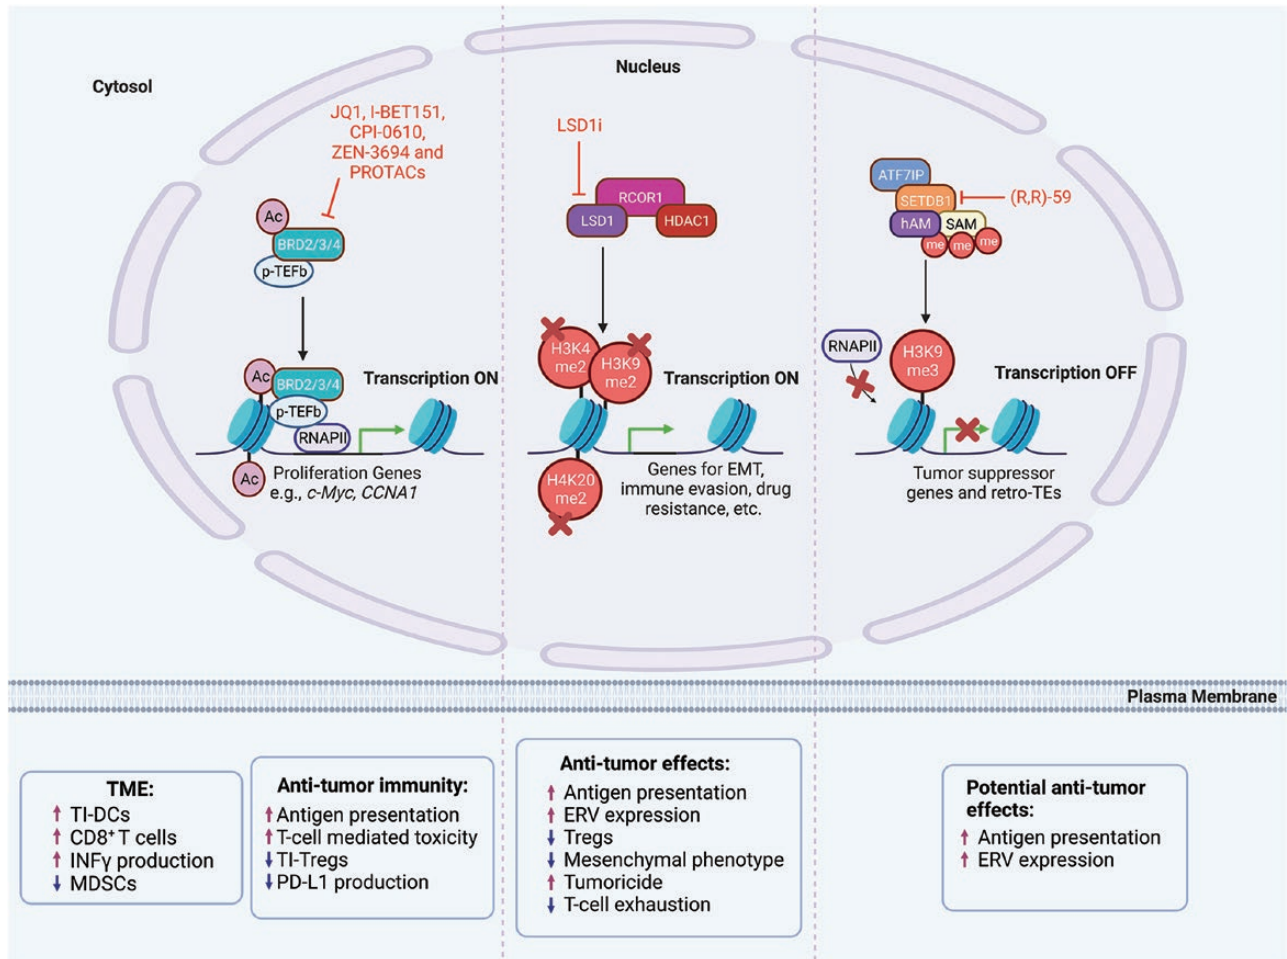 Cytosol
Nucleus
JQ1, I-BET151,
CPI-0610,
ZEN-3694 and
PROTACs
Ac
BRD2/3/4
p-TEFb
Ac
BRD2/3/4
p-TEFb
RNAPII
Ac
Transcription ON
Proliferation Genes
e.g., c-Myc, CCNA1
LSD1i
RCOR1
LSD1
HDAC1
H3K4
me2
H3K9
me2
H4K20
me2
Transcription ON
Genes for EMT,
immune evasion, drug
resistance, etc.
ATF7IP
SETDB1
(R,R)-59
hAM
SAM
me
me
me
RNAPII
H3K9
me3
Transcription OFF
Tumor suppressor
genes and retro-TEs
Plasma Membrane
TME:
TI-DCs
CD8⁺ T cells
INFγ production
MDSCs
Anti-tumor immunity:
Antigen presentation
T-cell mediated toxicity
TI-Tregs
PD-L1 production
Anti-tumor effects:
Antigen presentation
ERV expression
Tregs
Mesenchymal phenotype
Tumoricide
T-cell exhaustion
Potential anti-tumor
effects:
Antigen presentation
ERV expression